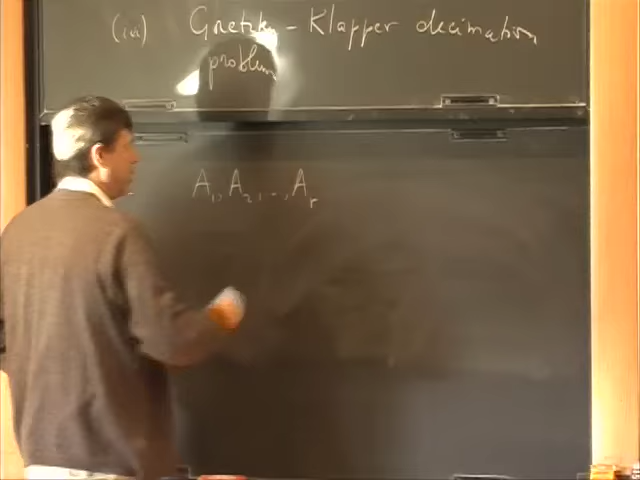 (iii) Gretzky - Klapper decimation
problem
A₁, A₂, ..., Aᵣ